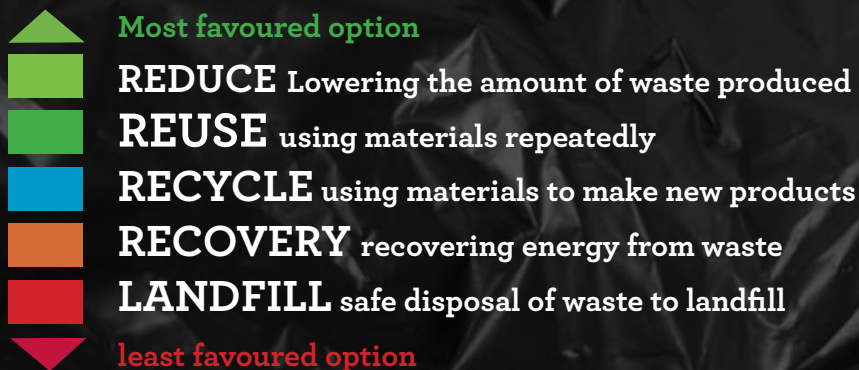 Most favoured option
REDUCE Lowering the amount of waste produced
REUSE using materials repeatedly
RECYCLE using materials to make new products
RECOVERY recovering energy from waste
LANDFILL safe disposal of waste to landfill
least favoured option